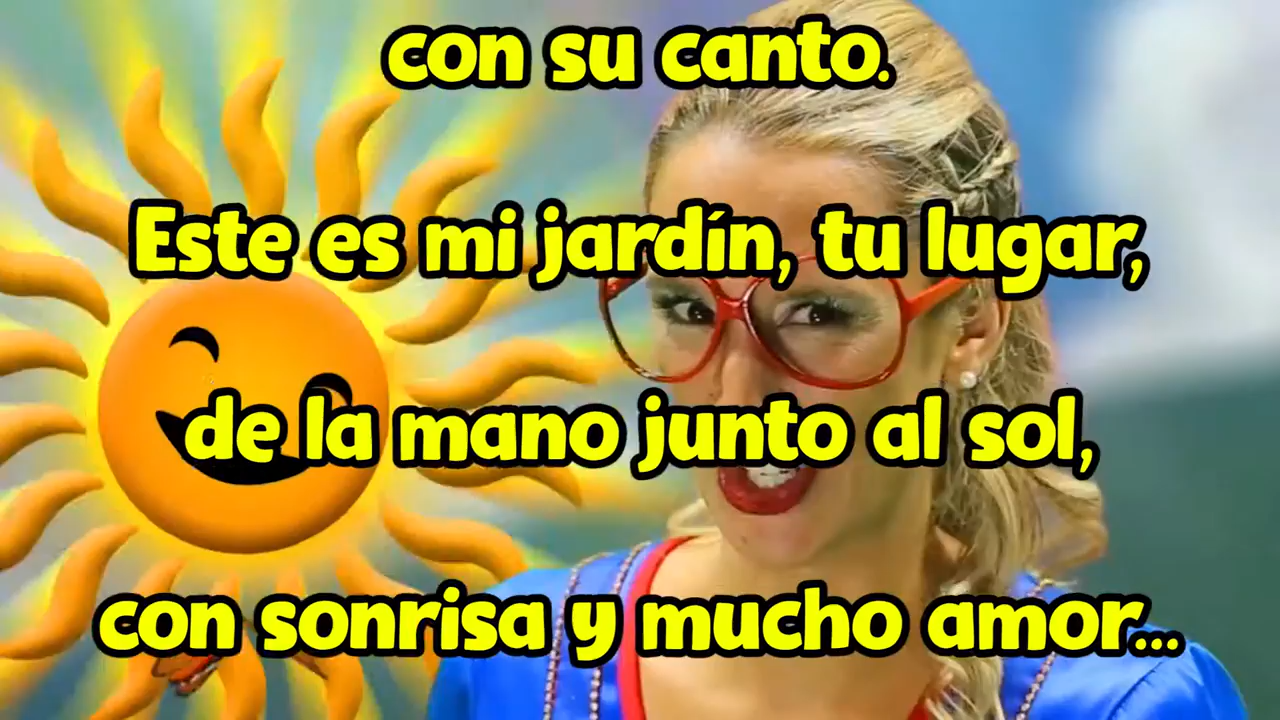 con su canto.
Este es mi jardín, tu lugar,
de la mano junto al sol,
con sonrisa y mucho amor...